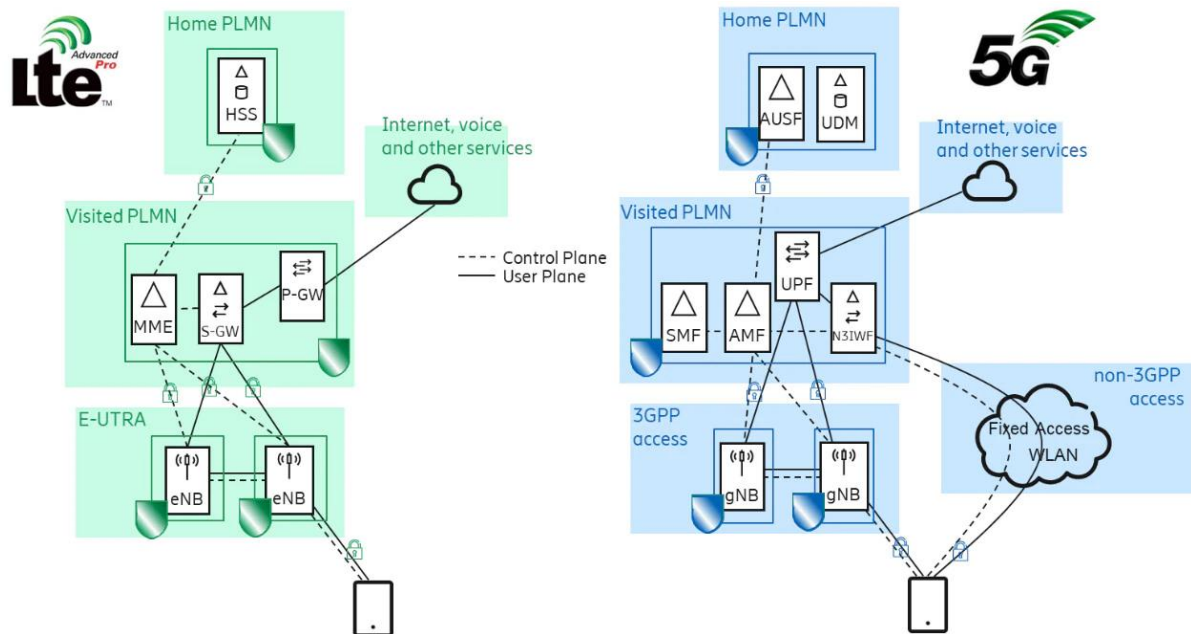 Advanced
Pro
Lte
TM
Home PLMN
HSS
Internet, voice
and other services
Visited PLMN
MME
S-GW
P-GW
E-UTRA
eNB
eNB
Control Plane
User Plane
5G
Home PLMN
AUSF
UDM
Internet, voice
and other services
Visited PLMN
UPF
SMF
AMF
N3IWF
3GPP
access
gNB
gNB
non-3GPP
access
Fixed Access
WLAN